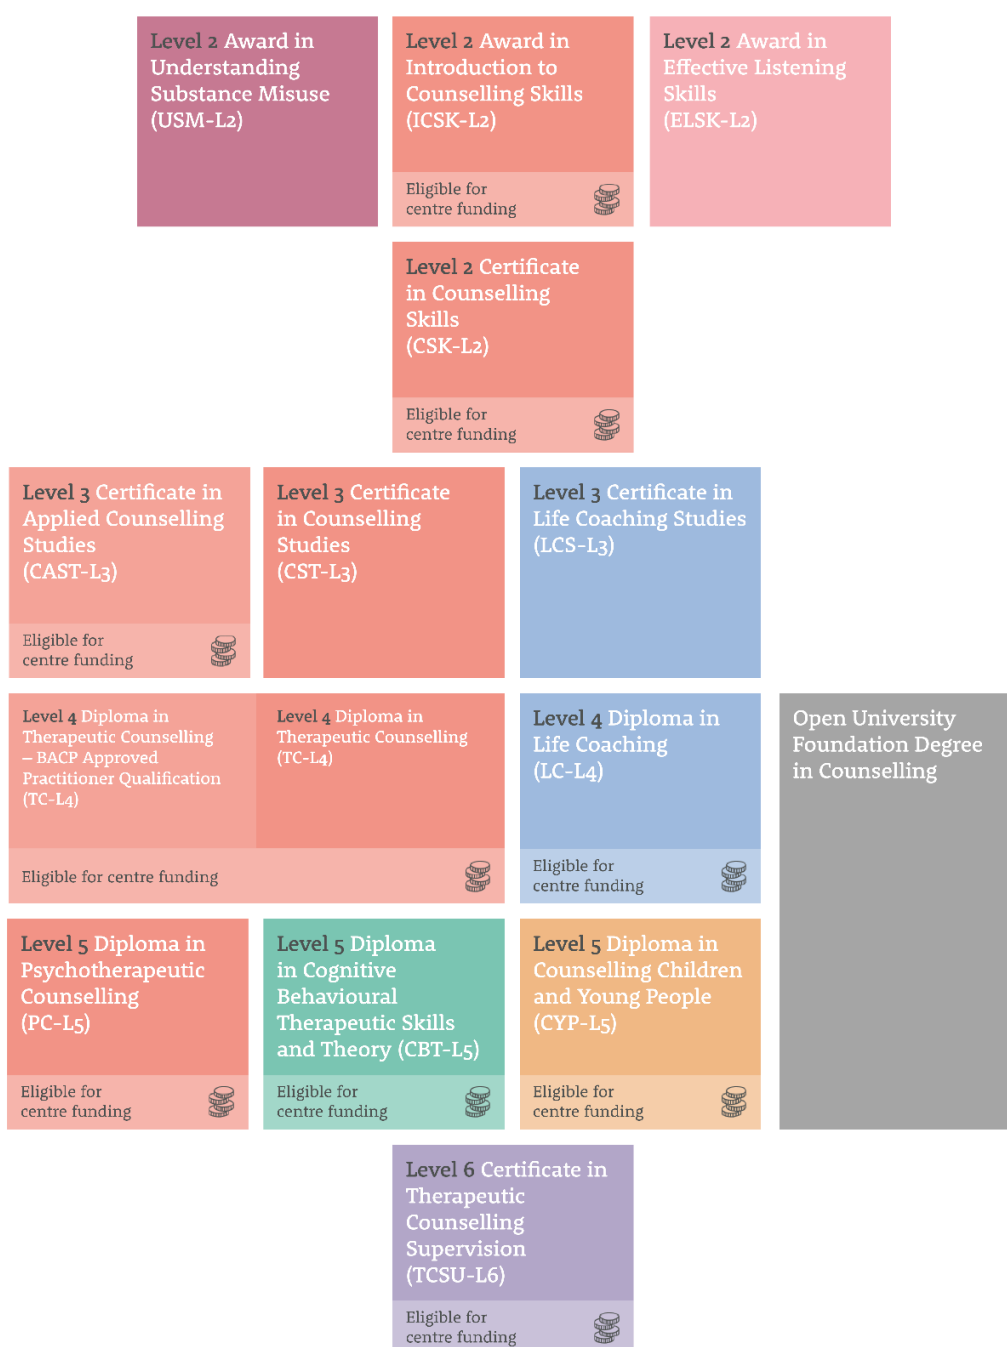 Level 2 Award in
Understanding
Substance Misuse
(USM-L2)
Level 2 Award in
Introduction to
Counselling Skills
(ICSK-L2)
Eligible for
centre funding
Level 2 Award in
Effective Listening
Skills
(ELSK-L2)
Level 2 Certificate
in Counselling
Skills
(CSK-L2)
Eligible for
centre funding
Level 3 Certificate in
Applied Counselling
Studies
(CAST-L3)
Eligible for
centre funding
Level 3 Certificate
in Counselling
Studies
(CST-L3)
Level 3 Certificate in
Life Coaching Studies
(LCS-L3)
Level 4 Diploma in
Therapeutic Counselling
– BACP Approved
Practitioner Qualification
(TC-L4)
Level 4 Diploma in
Therapeutic Counselling
(TC-L4)
Eligible for centre funding
Level 4 Diploma in
Life Coaching
(LC-L4)
Eligible for
centre funding
Open University
Foundation Degree
in Counselling
Level 5 Diploma in
Psychotherapeutic
Counselling
(PC-L5)
Eligible for
centre funding
Level 5 Diploma
in Cognitive
Behavioural
Therapeutic Skills
and Theory (CBT-L5)
Eligible for
centre funding
Level 5 Diploma in
Counselling Children
and Young People
(CYP-L5)
Eligible for
centre funding
Level 6 Certificate in
Therapeutic
Counselling
Supervision
(TCSU-L6)
Eligible for
centre funding